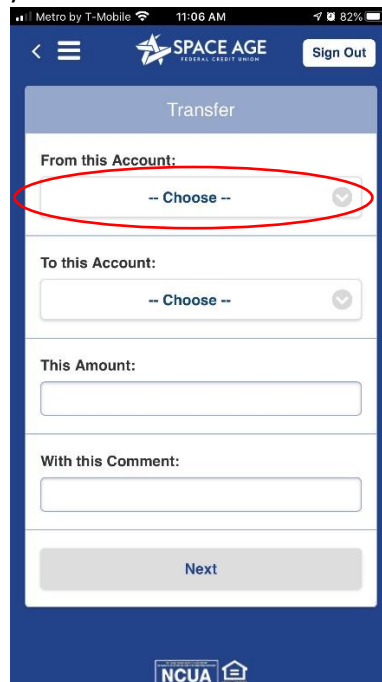 Metro by T-Mobile 11:06 AM 82%
SPACE AGE
FEDERAL CREDIT UNION
Sign Out
Transfer
From this Account:
-- Choose --
To this Account:
-- Choose --
This Amount:
With this Comment:
Next
NCUA